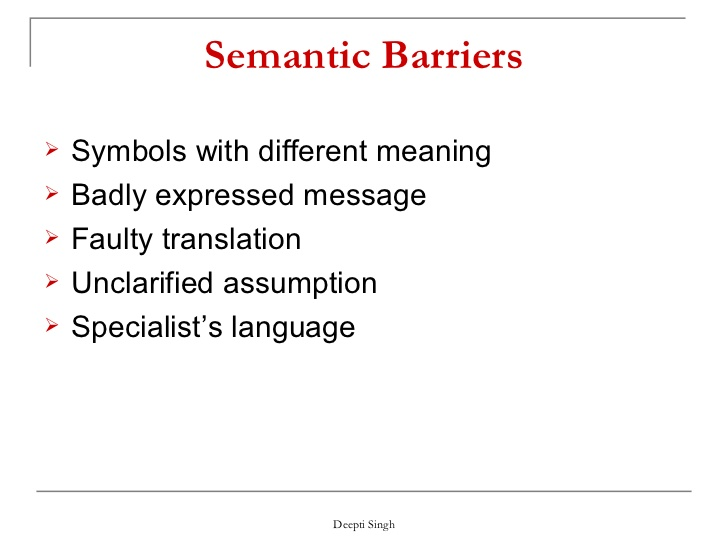 Semantic Barriers
Symbols with different meaning
Badly expressed message
Faulty translation
Unclarified assumption
Specialist’s language
Deepti Singh